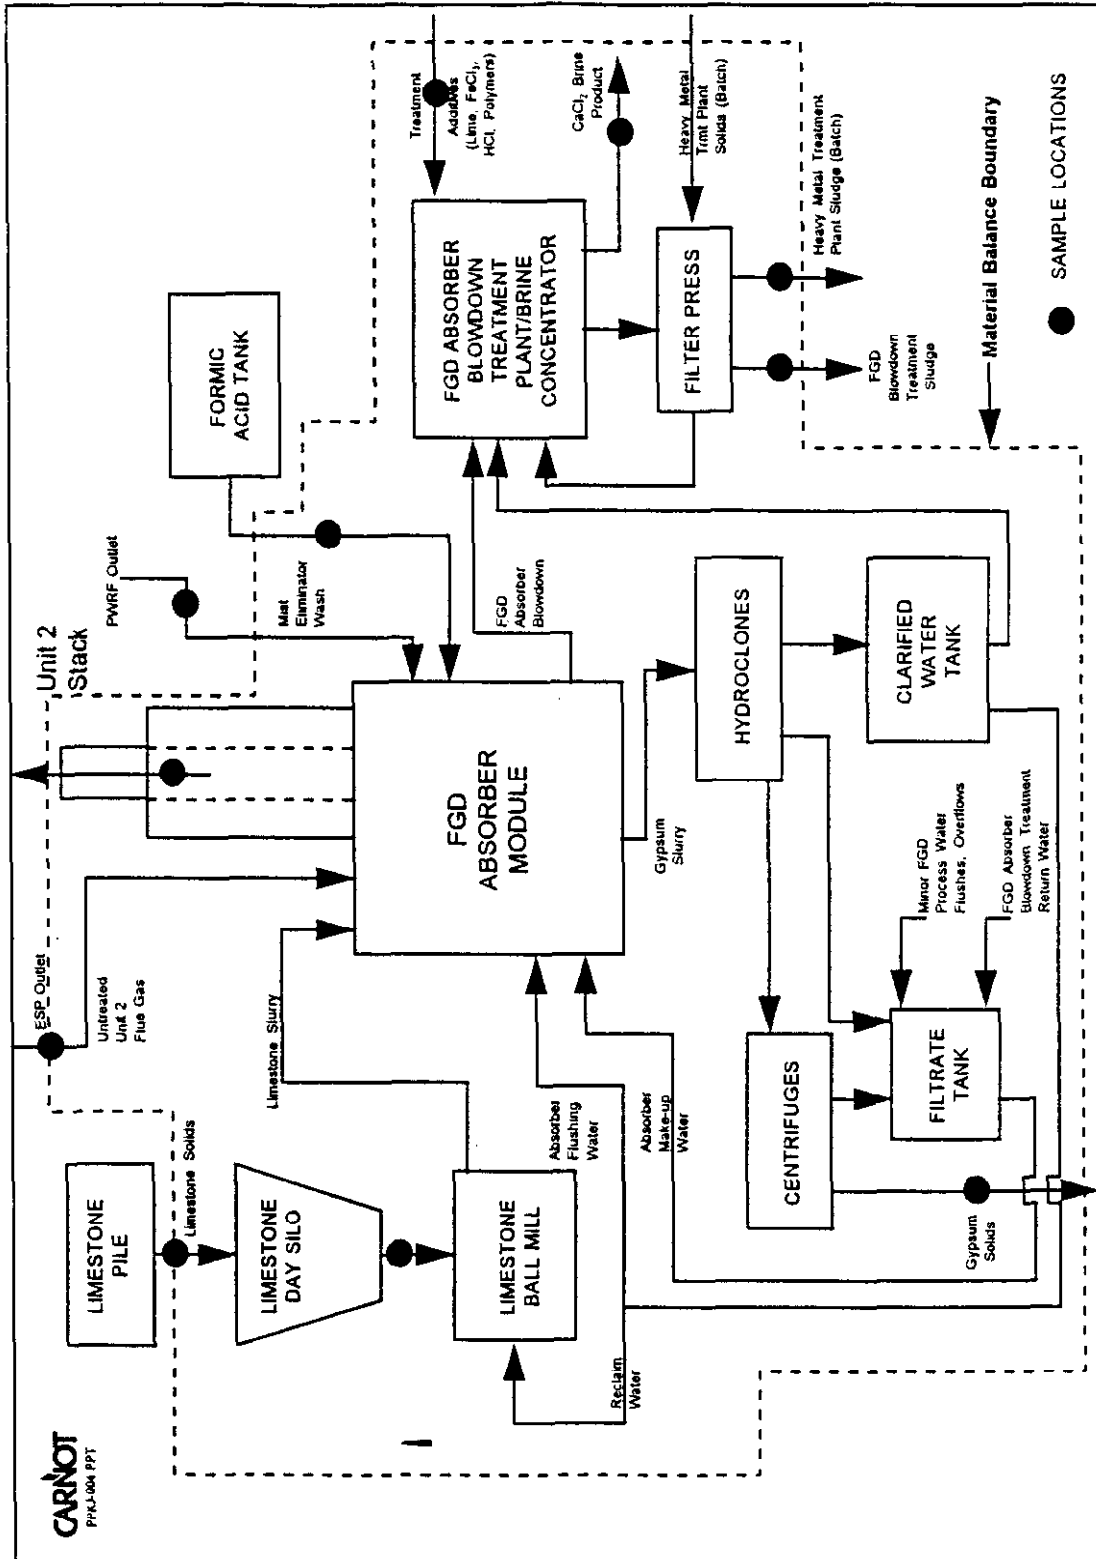 CARNOT
PPKJ-004 PPT
LIMESTONE
PILE
Limestone Solids
LIMESTONE
DAY SILO
LIMESTONE
BALL MILL
Reclaim
Water
ESP Outlet
Untreated
Unit 2
Flue Gas
Limestone Slurry
Absorber
Flushing
Water
Absorber
Make-up
Water
Unit 2
Stack
FGD
ABSORBER
MODULE
PWRF Outlet
Mist
Eliminator
Wash
FORMIC
ACID TANK
FGD
Absorber
Blowdown
Gypsum
Slurry
Treatment
Additives
(Lime, FeCl3,
HCl, Polymers)
FGD ABSORBER
BLOWDOWN
TREATMENT
PLANT/BRINE
CONCENTRATOR
CaCl2 Brine
Product
Heavy Metal
Trmt Plant
Solids (Batch)
FILTER PRESS
Heavy Metal Treatment
Plant Sludge (Batch)
FGD
Blowdown
Treatment
Sludge
HYDROCLONES
CLARIFIED
WATER
TANK
CENTRIFUGES
Gypsum
Solids
FILTRATE
TANK
Minor FGD
Process Water
Flushes, Overflows
FGD Absorber
Blowdown Treatment
Return Water
Material Balance Boundary
SAMPLE LOCATIONS